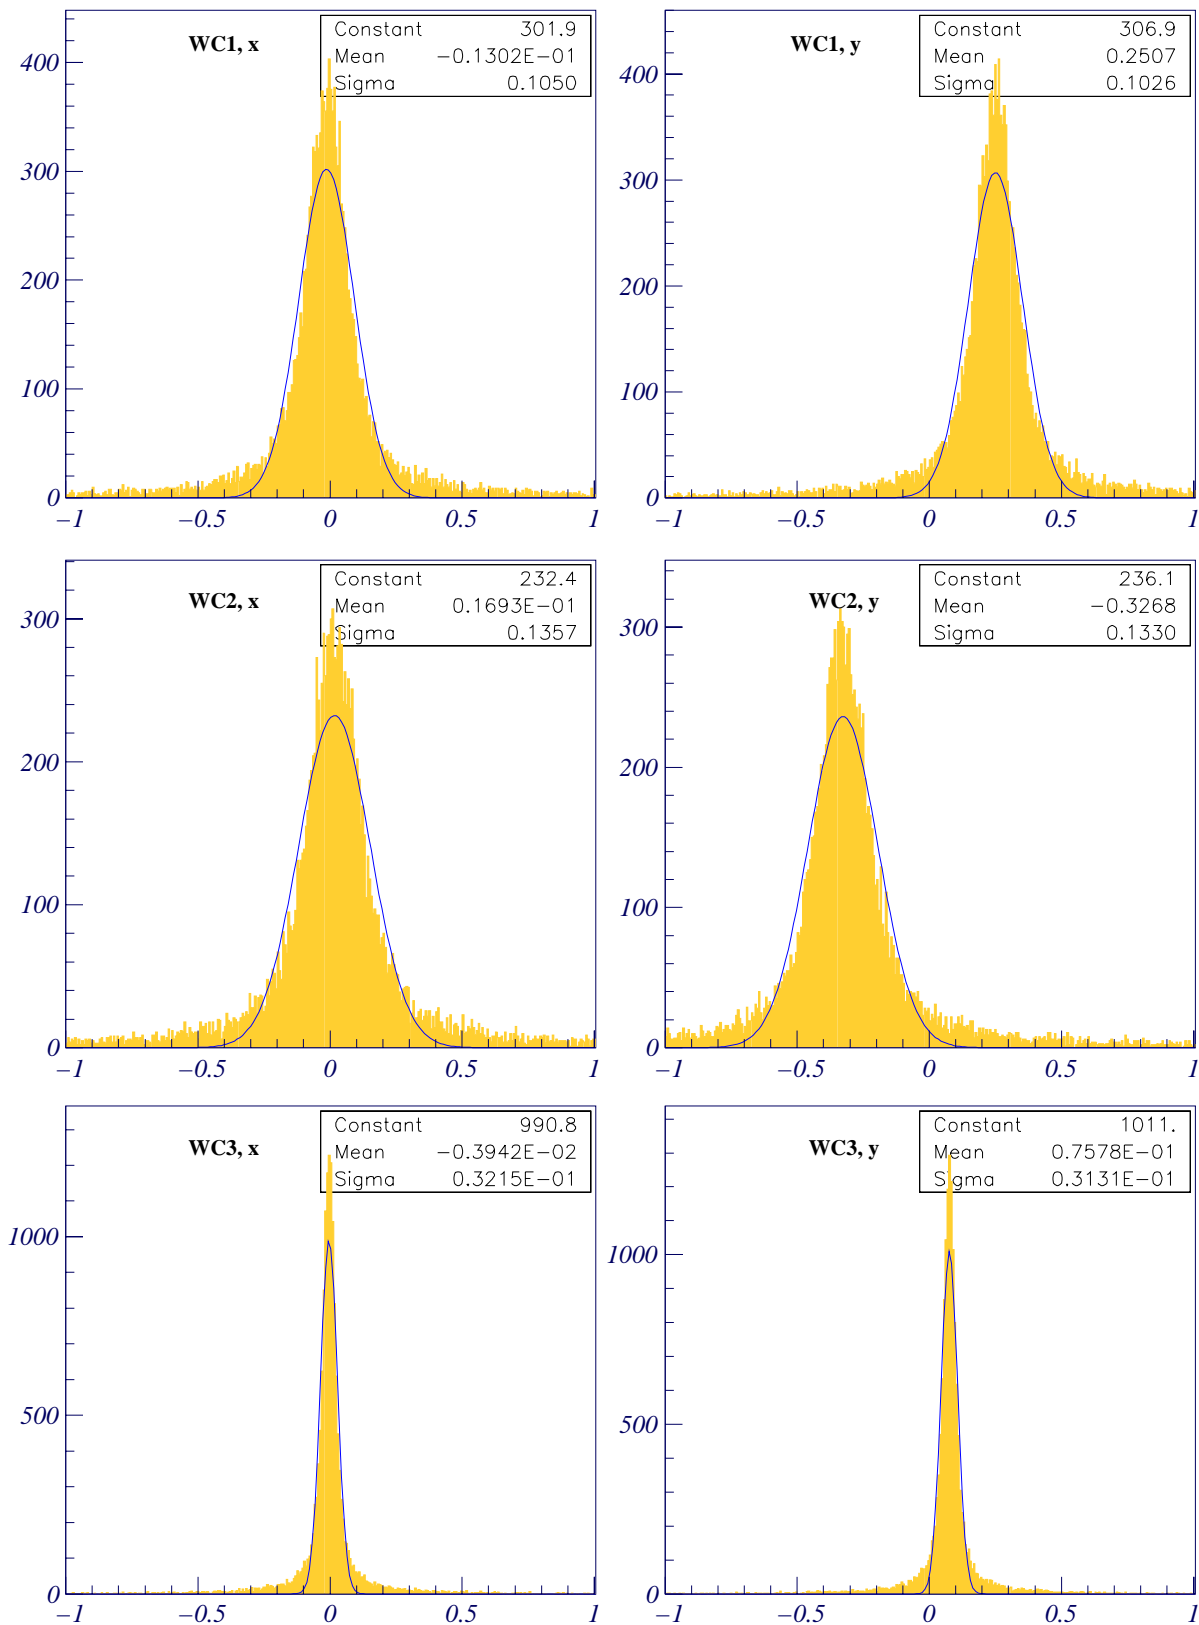 WC1, x
Constant 301.9
Mean −0.1302E−01
Sigma 0.1050
400
300
200
100
0
−1 −0.5 0 0.5 1
WC1, y
Constant 306.9
Mean 0.2507
Sigma 0.1026
400
300
200
100
0
−1 −0.5 0 0.5 1
WC2, x
Constant 232.4
Mean 0.1693E−01
Sigma 0.1357
300
200
100
0
−1 −0.5 0 0.5 1
WC2, y
Constant 236.1
Mean −0.3268
Sigma 0.1330
300
200
100
0
−1 −0.5 0 0.5 1
WC3, x
Constant 990.8
Mean −0.3942E−02
Sigma 0.3215E−01
1000
500
0
−1 −0.5 0 0.5 1
WC3, y
Constant 1011.
Mean 0.7578E−01
Sigma 0.3131E−01
1000
500
0
−1 −0.5 0 0.5 1